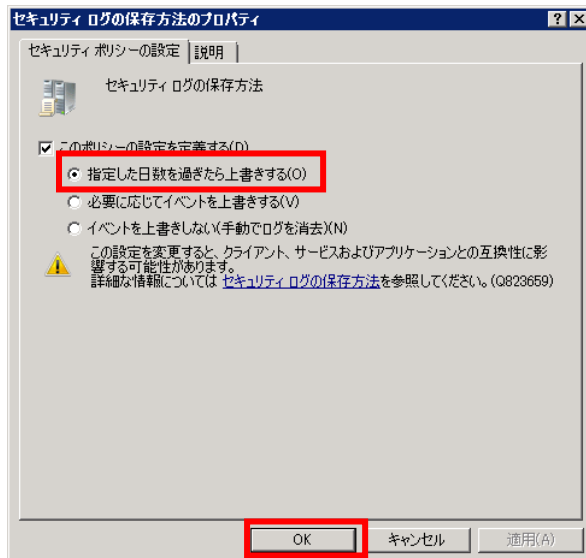 セキュリティ ログの保存方法のプロパティ
セキュリティ ポリシーの設定 説明
セキュリティ ログの保存方法
このポリシーの設定を定義する(D)
指定した日数を過ぎたら上書きする(O)
必要に応じてイベントを上書きする(V)
イベントを上書きしない(手動でログを消去)(N)
この設定を変更すると、クライアント、サービスおよびアプリケーションとの互換性に影
響する可能性があります。
詳細な情報については セキュリティ ログの保存方法を参照してください。(Q823659)
OK キャンセル 適用(A)